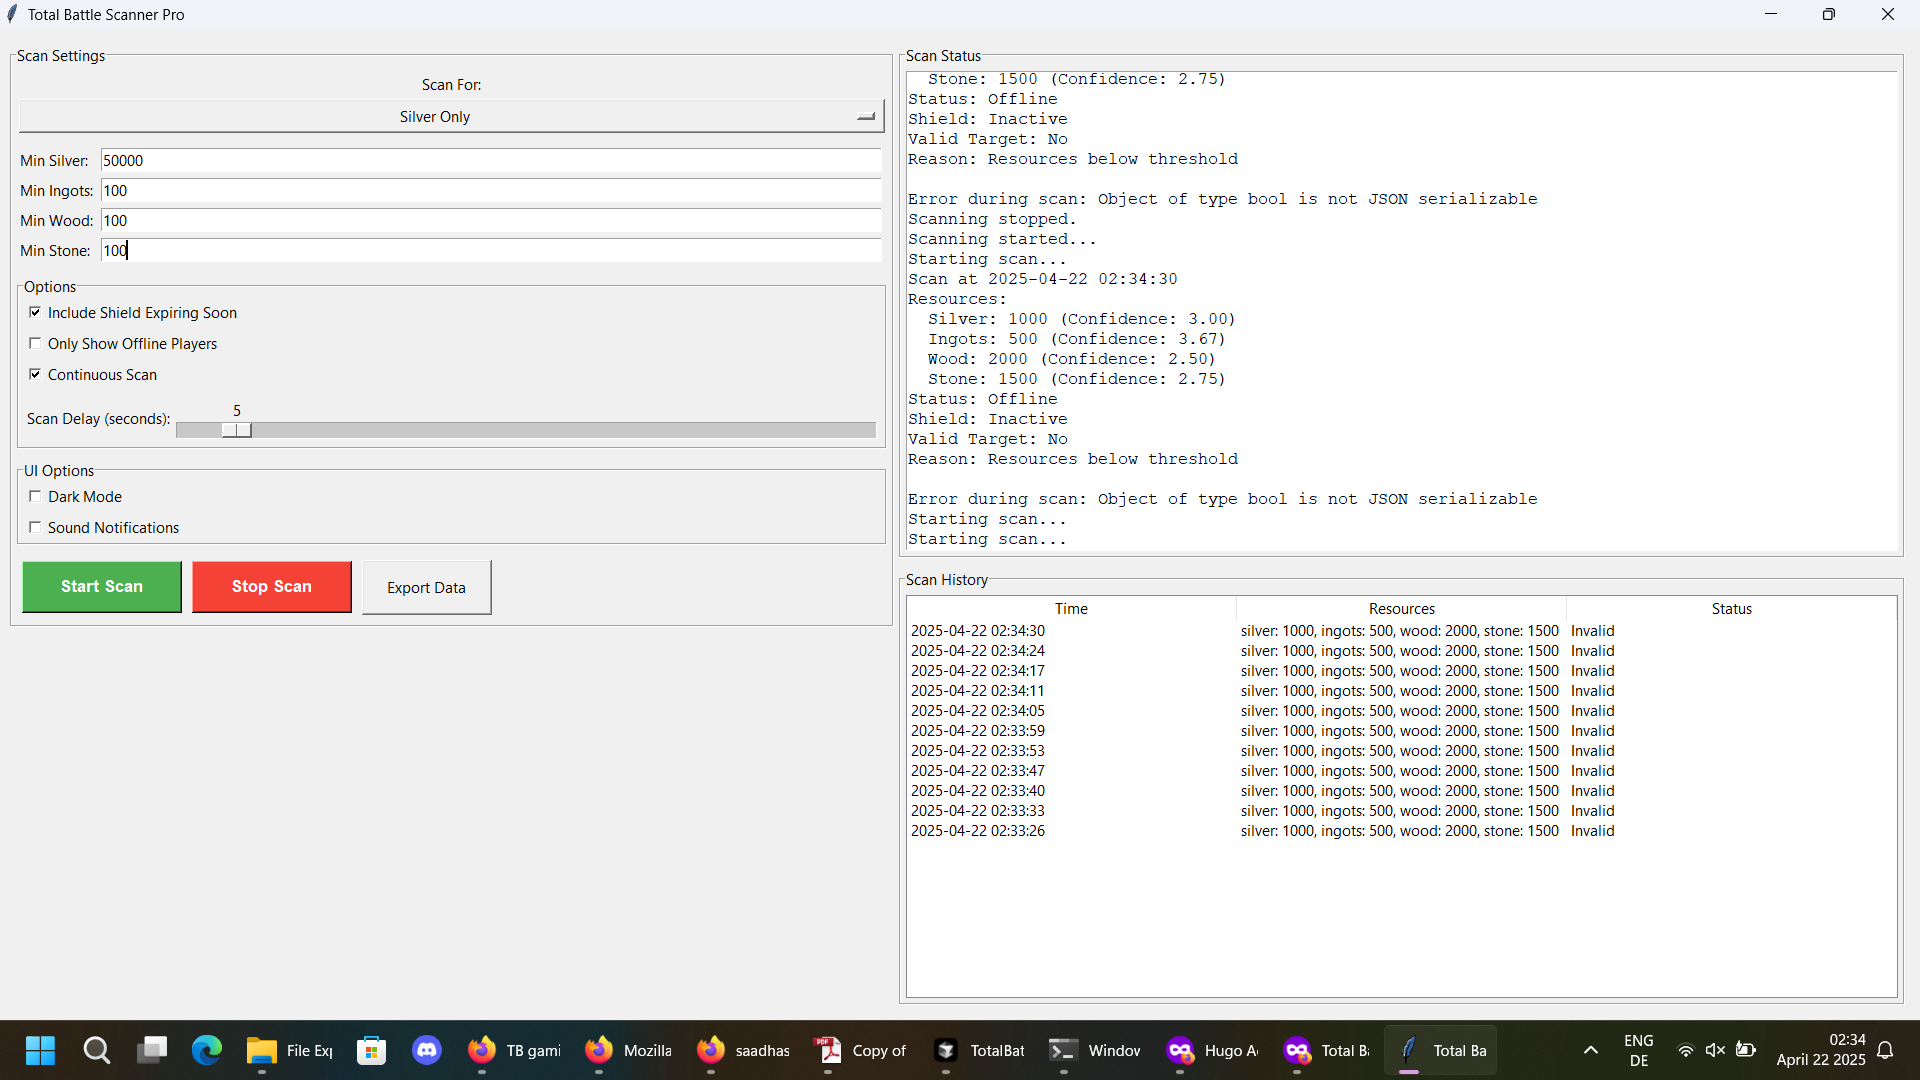 Total Battle Scanner Pro
Scan Settings
Scan For:
Silver Only
Min Silver: 50000
Min Ingots: 100
Min Wood: 100
Min Stone: 100
Options
Include Shield Expiring Soon
Only Show Offline Players
Continuous Scan
5
Scan Delay (seconds):
UI Options
Dark Mode
Sound Notifications
Start Scan Stop Scan Export Data
Scan Status
Stone: 1500 (Confidence: 2.75)
Status: Offline
Shield: Inactive
Valid Target: No
Reason: Resources below threshold
Error during scan: Object of type bool is not JSON serializable
Scanning stopped.
Scanning started...
Starting scan...
Scan at 2025-04-22 02:34:30
Resources:
Silver: 1000 (Confidence: 3.00)
Ingots: 500 (Confidence: 3.67)
Wood: 2000 (Confidence: 2.50)
Stone: 1500 (Confidence: 2.75)
Status: Offline
Shield: Inactive
Valid Target: No
Reason: Resources below threshold
Error during scan: Object of type bool is not JSON serializable
Starting scan...
Starting scan...
Scan History
Time Resources Status
2025-04-22 02:34:30 silver: 1000, ingots: 500, wood: 2000, stone: 1500 Invalid
2025-04-22 02:34:24 silver: 1000, ingots: 500, wood: 2000, stone: 1500 Invalid
2025-04-22 02:34:17 silver: 1000, ingots: 500, wood: 2000, stone: 1500 Invalid
2025-04-22 02:34:11 silver: 1000, ingots: 500, wood: 2000, stone: 1500 Invalid
2025-04-22 02:34:05 silver: 1000, ingots: 500, wood: 2000, stone: 1500 Invalid
2025-04-22 02:33:59 silver: 1000, ingots: 500, wood: 2000, stone: 1500 Invalid
2025-04-22 02:33:53 silver: 1000, ingots: 500, wood: 2000, stone: 1500 Invalid
2025-04-22 02:33:47 silver: 1000, ingots: 500, wood: 2000, stone: 1500 Invalid
2025-04-22 02:33:40 silver: 1000, ingots: 500, wood: 2000, stone: 1500 Invalid
2025-04-22 02:33:33 silver: 1000, ingots: 500, wood: 2000, stone: 1500 Invalid
2025-04-22 02:33:26 silver: 1000, ingots: 500, wood: 2000, stone: 1500 Invalid
File Exp TB gami Mozilla saadhas PDF Copy of TotalBat Window Hugo A Total B Total Ba ENG 02:34
DE April 22 2025